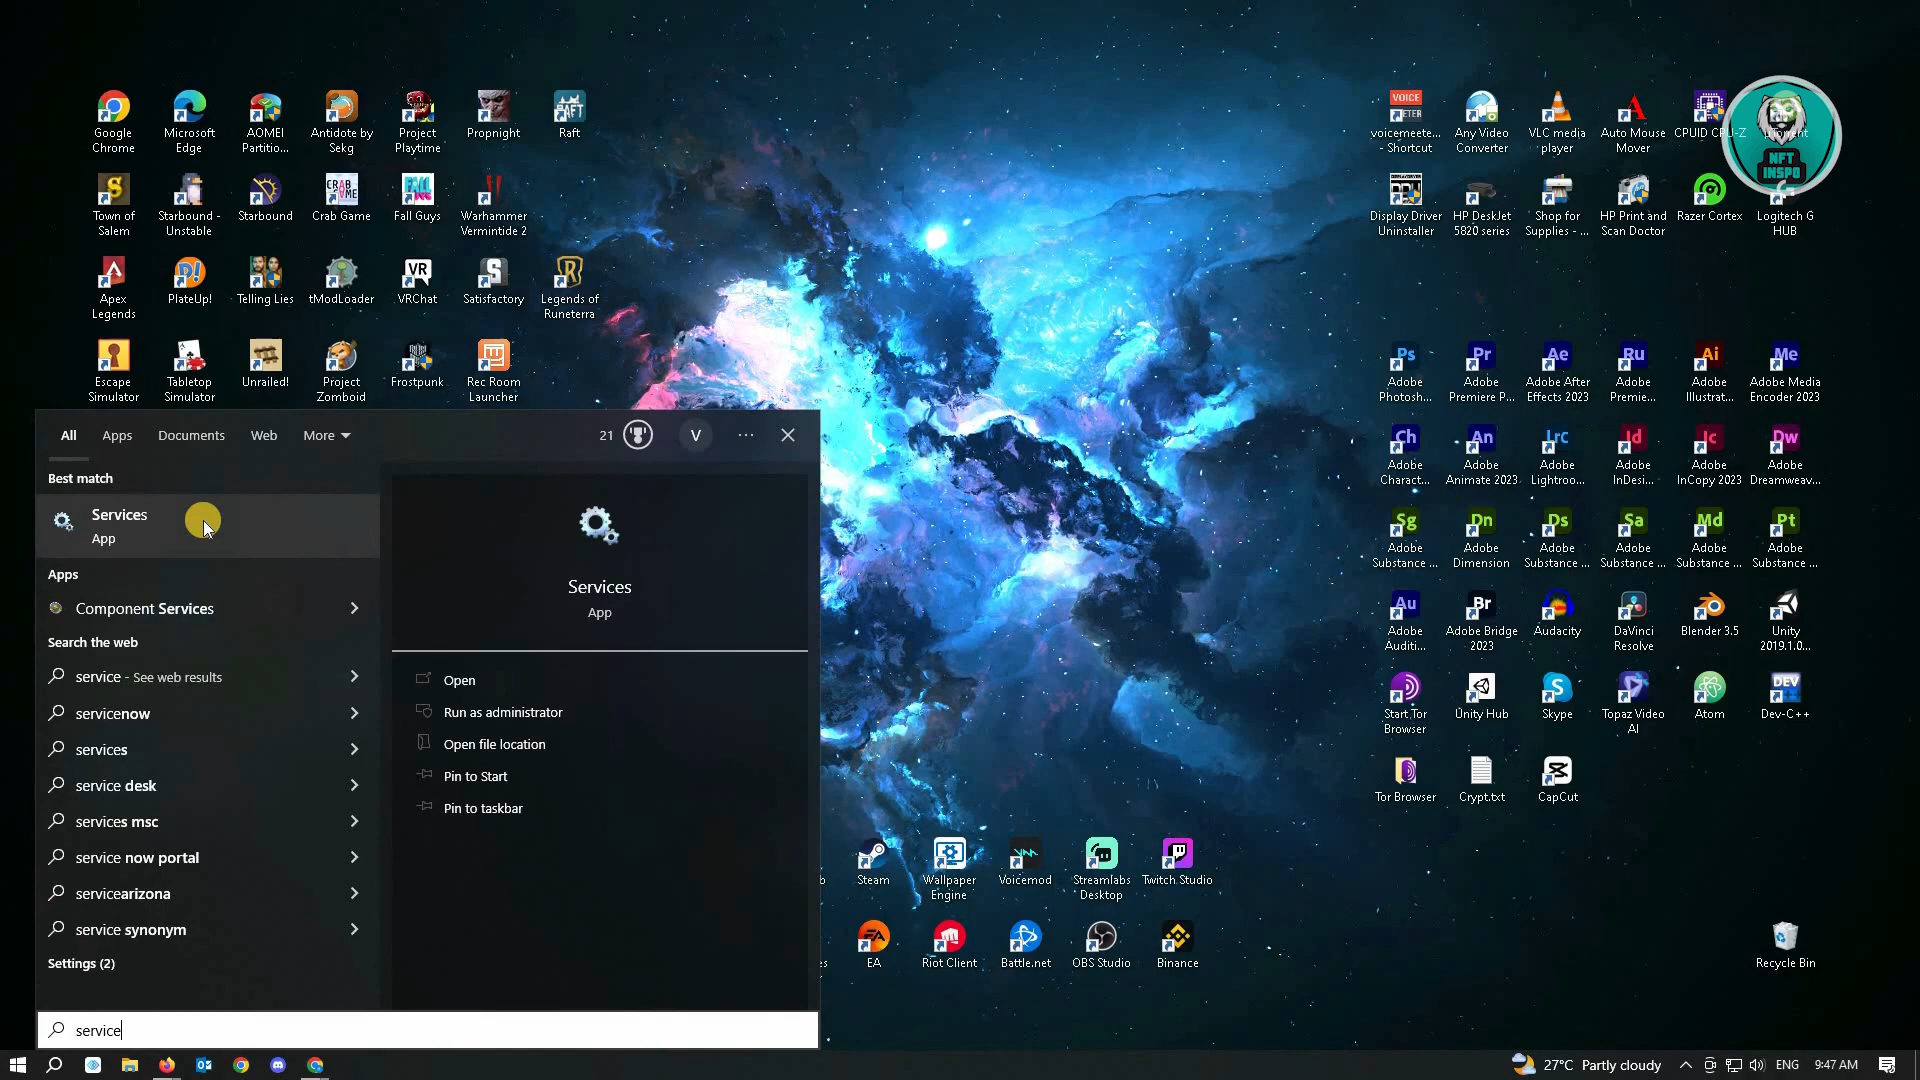 Google
Chrome
Microsoft
Edge
AOMEI
Partitio...
Antidote by
Sekg
Project
Playtime
Propnight
Raft
Town of
Salem
Starbound -
Unstable
Starbound
Crab Game
Fall Guys
Warhammer
Vermintide 2
Apex
Legends
PlateUp!
Telling Lies
tModLoader
VRChat
Satisfactory
Legends of
Runeterra
Escape
Simulator
Tabletop
Simulator
Unrailed!
Project
Zomboid
Frostpunk
Rec Room
Launcher
voicemeete...
- Shortcut
Any Video
Converter
VLC media
player
Auto Mouse
Mover
CPUID CPU-Z
NFT
INSPO
Display Driver
Uninstaller
HP DeskJet
5820 series
Shop for
Supplies - ...
HP Print and
Scan Doctor
Razer Cortex
Logitech G
HUB
Adobe
Photosh...
Adobe
Premiere P...
Adobe After
Effects 2023
Adobe
Premie...
Adobe
Illustrat...
Adobe Media
Encoder 2023
Adobe
Charact...
Adobe
Animate 2023
Adobe
Lightroo...
Adobe
InDesi...
Adobe
InCopy 2023
Adobe
Dreamweav...
Adobe
Substance ...
Adobe
Dimension
Adobe
Substance ...
Adobe
Substance ...
Adobe
Substance ...
Adobe
Substance ...
Adobe
Auditi...
Adobe Bridge
2023
Audacity
DaVinci
Resolve
Blender 3.5
Unity
2019.1.0...
Start Tor
Browser
Unity Hub
Skype
Topaz Video
AI
Atom
Dev-C++
Tor Browser
Crypt.txt
CapCut
All Apps Documents Web More 21 V ...
Best match
Services
App
Apps
Component Services
Search the web
service - See web results
servicenow
services
service desk
services msc
service now portal
servicearizona
service synonym
Settings (2)
Services
App
Open
Run as administrator
Open file location
Pin to Start
Pin to taskbar
Steam
Wallpaper
Engine
Voicemod
Streamlabs
Desktop
Twitch Studio
EA
Riot Client
Battle.net
OBS Studio
Binance
Recycle Bin
service
27°C Partly cloudy ENG 9:47 AM